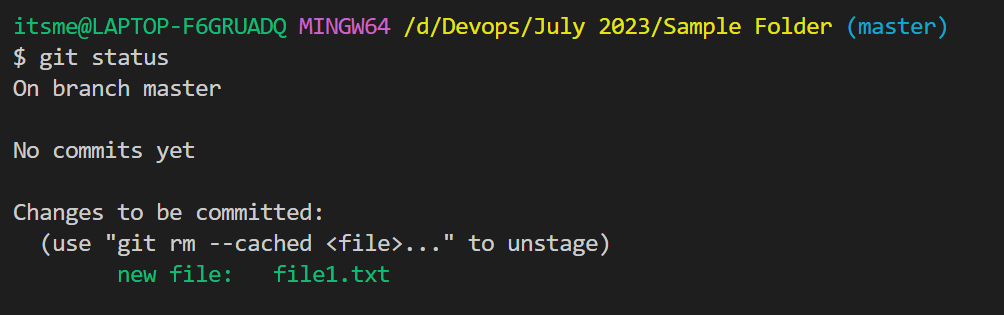 itsme@LAPTOP-F6GRUADQ MINGW64 /d/Devops/July 2023/Sample Folder (master)
$ git status
On branch master
No commits yet
Changes to be committed:
(use "git rm --cached <file>..." to unstage)
new file: file1.txt